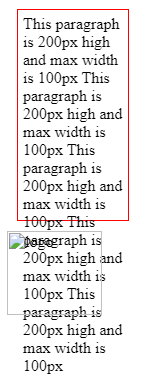 This paragraph
is 200px high
and max width
is 100px This
paragraph is
200px high and
max width is
100px This
paragraph is
200px high and
max width is
100px This
paragraph is
200px high and
max width is
100px This
paragraph is
200px high and
max width is
100px